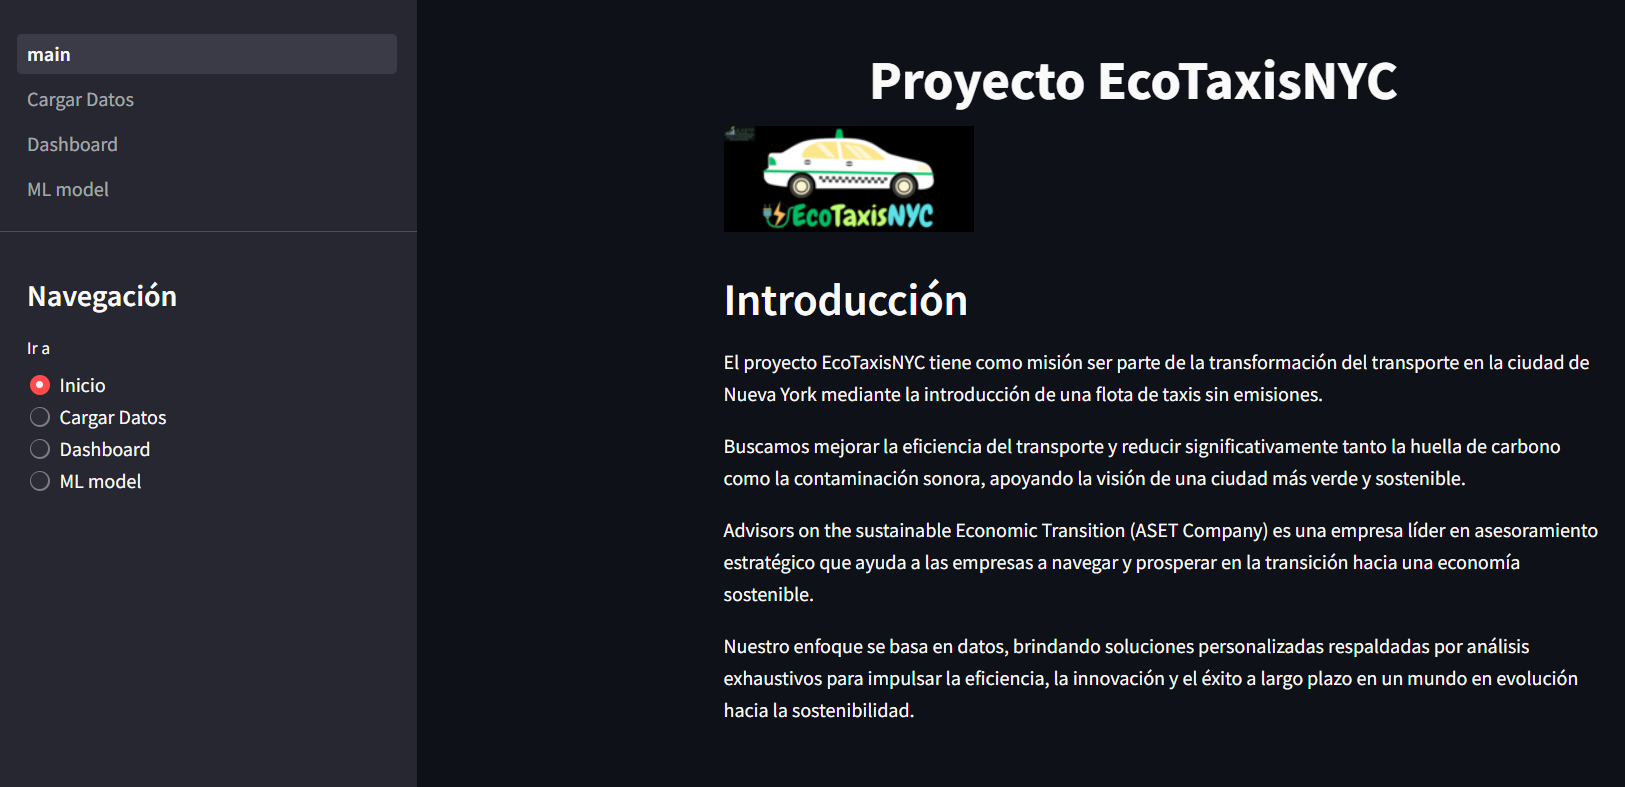 main
Cargar Datos
Dashboard
ML model
Navegación
Ir a
Inicio
Cargar Datos
Dashboard
ML model
Proyecto EcoTaxisNYC
EcoTaxisNYC
Introducción
El proyecto EcoTaxisNYC tiene como misión ser parte de la transformación del transporte en la ciudad de
Nueva York mediante la introducción de una flota de taxis sin emisiones.
Buscamos mejorar la eficiencia del transporte y reducir significativamente tanto la huella de carbono
como la contaminación sonora, apoyando la visión de una ciudad más verde y sostenible.
Advisors on the sustainable Economic Transition (ASET Company) es una empresa líder en asesoramiento
estratégico que ayuda a las empresas a navegar y prosperar en la transición hacia una economía
sostenible.
Nuestro enfoque se basa en datos, brindando soluciones personalizadas respaldadas por análisis
exhaustivos para impulsar la eficiencia, la innovación y el éxito a largo plazo en un mundo en evolución
hacia la sostenibilidad.